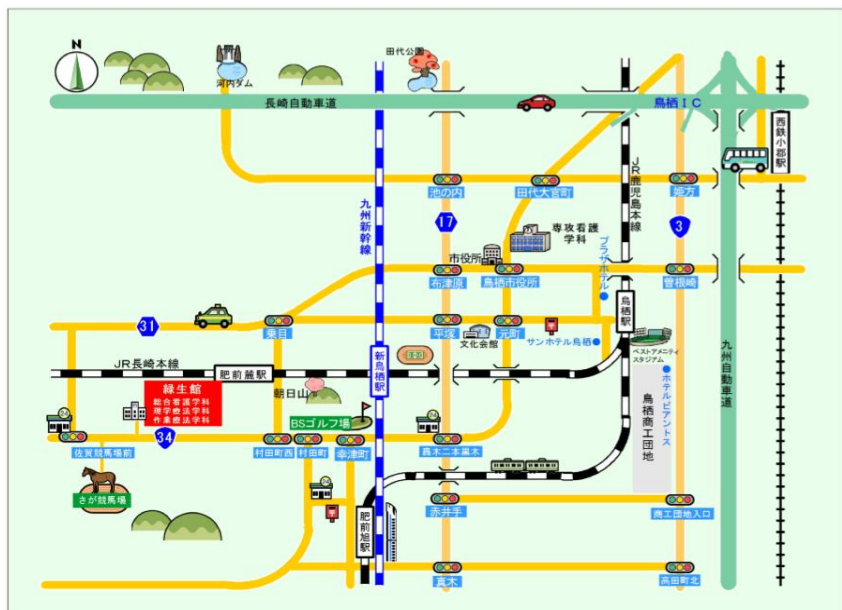 N
田代公園
河内ダム
長崎自動車道
鳥栖IC
西鉄小郡駅
池の内
田代大官町
姫方
JR鹿児島本線
九州新幹線
17
3
専攻看護
学科
市役所
プラザホテル
布津原
鳥栖市役所
曽根崎
31
乗目
平塚
元町
文化会館
サンホテル鳥栖
鳥栖駅
ベストアメニティ
スタジアム
九州自動車道
JR長崎本線
肥前麓駅
新鳥栖駅
緑生館
総合看護学科
理学療法学科
作業療法学科
朝日山
BSゴルフ場
ホテルビアントス
鳥栖商工団地
24
34
24
佐賀競馬場前
村田町西
村田町
幸津町
轟木二本黒木
さが競馬場
24
赤井手
商工団地入口
肥前旭駅
真木
高田町北